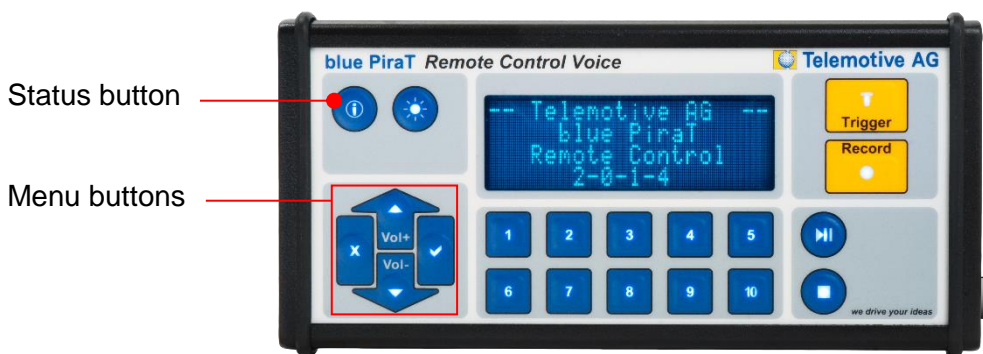 Status button
Menu buttons
blue PiraT Remote Control Voice
Telemotive AG
-- Telemotive AG --
blue PiraT
Remote Control
2-0-1-4
T
Trigger
Record
Vol+
X
Vol-
1 2 3 4 5
6 7 8 9 10
we drive your ideas